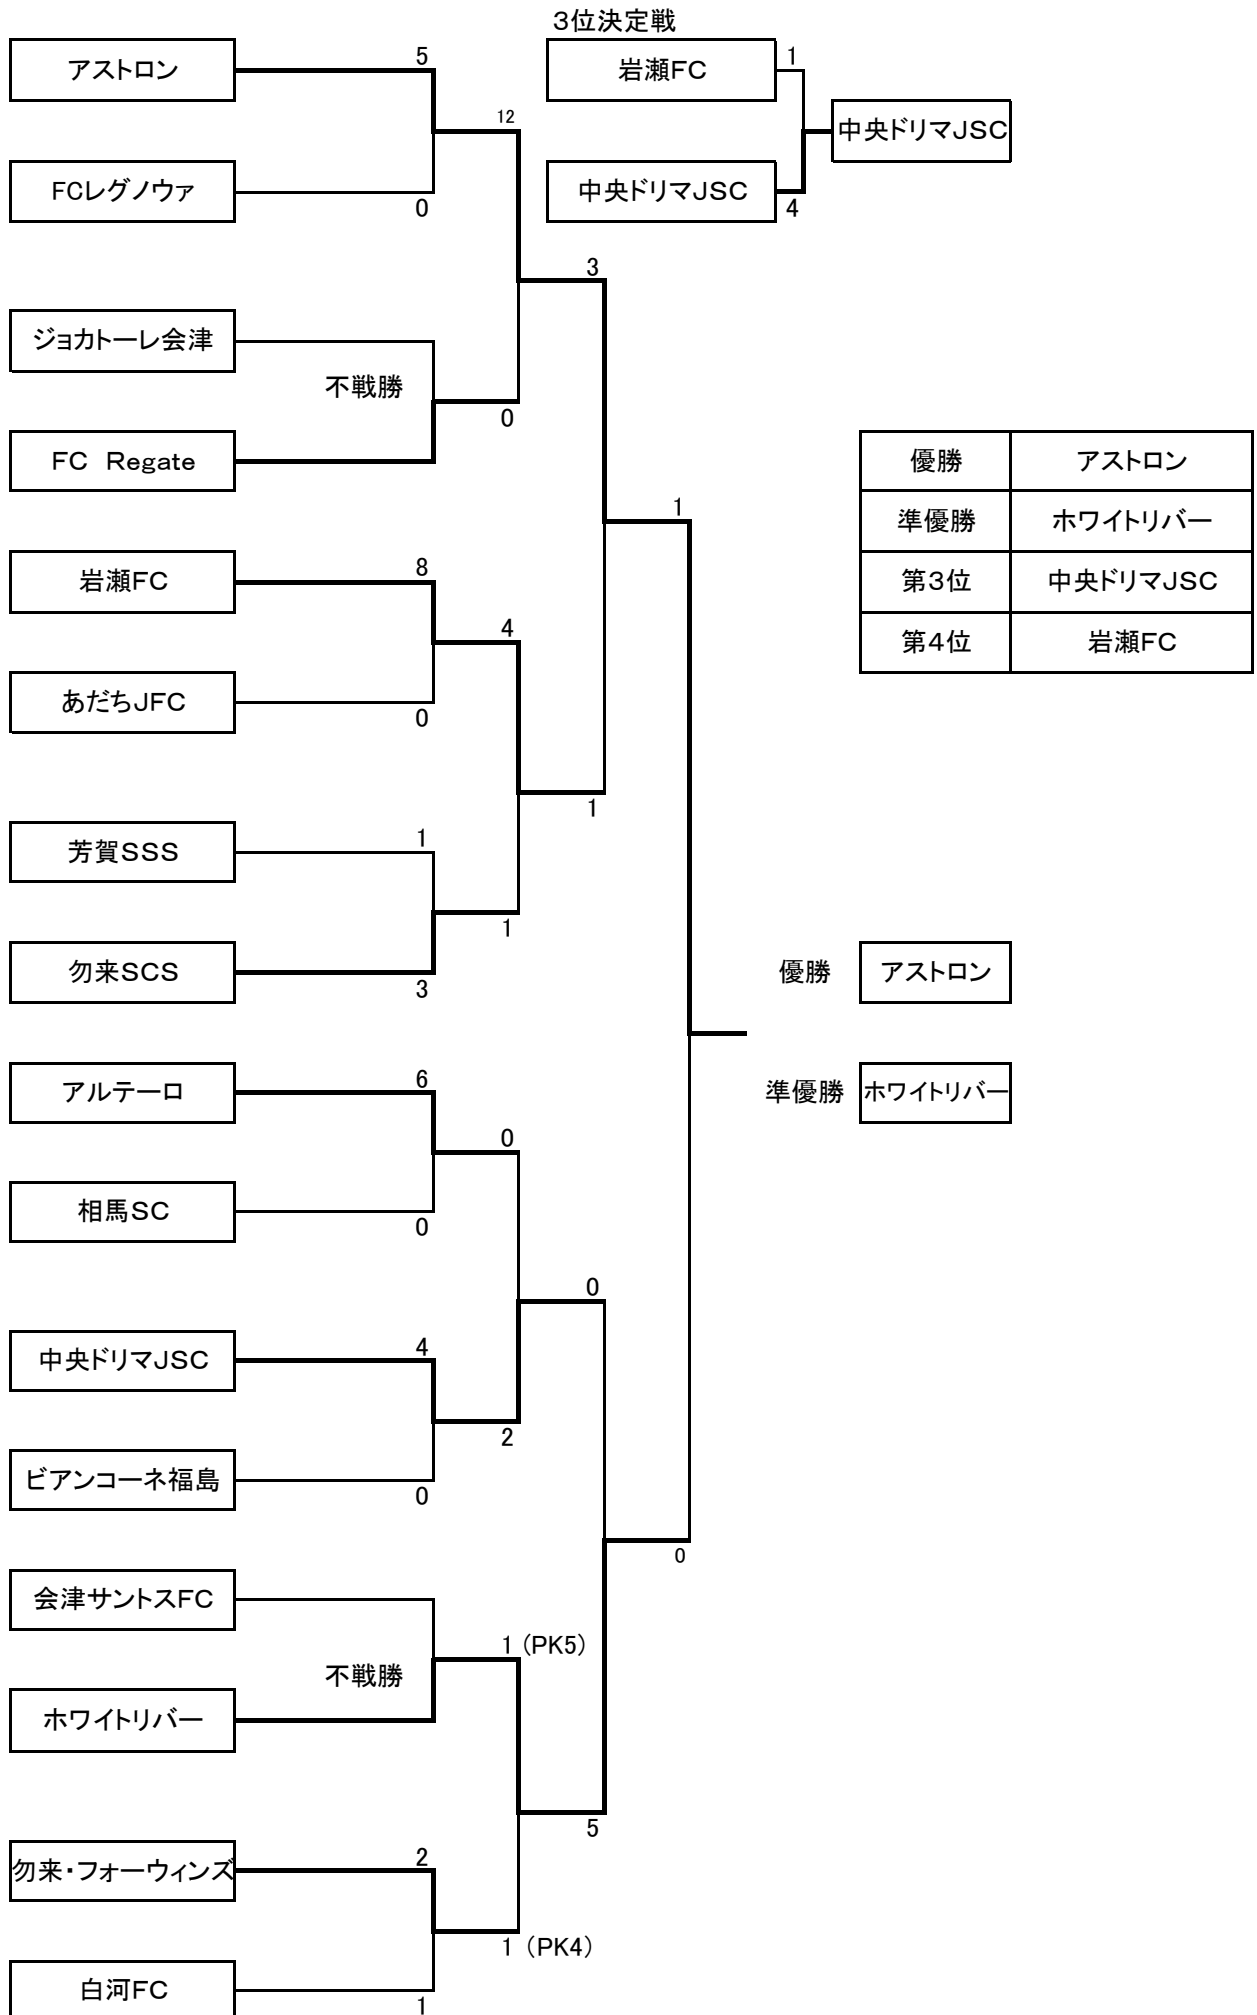 3位決定戦
アストロン
5
岩瀬FC
1
12
中央ドリマJSC
FCレグノウァ
0
中央ドリマJSC
4
3
ジョカトーレ会津
不戦勝
0
FC Regate
優勝 アストロン
準優勝 ホワイトリバー
第3位 中央ドリマJSC
第4位 岩瀬FC
1
岩瀬FC
8
4
あだちJFC
0
1
芳賀SSS
1
1
勿来SCS
3
優勝 アストロン
準優勝 ホワイトリバー
アルテーロ
6
0
相馬SC
0
0
中央ドリマJSC
4
2
ビアンコーネ福島
0
0
会津サントスFC
1（PK5）
不戦勝
ホワイトリバー
5
勿来・フォーウィンズ
2
1（PK4）
白河FC
1